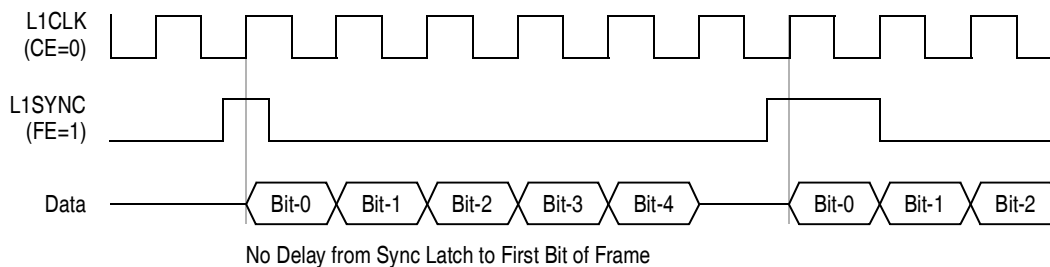 L1CLK
(CE=0)
L1SYNC
(FE=1)
Data
Bit-0 Bit-1 Bit-2 Bit-3 Bit-4 Bit-0 Bit-1 Bit-2
No Delay from Sync Latch to First Bit of Frame